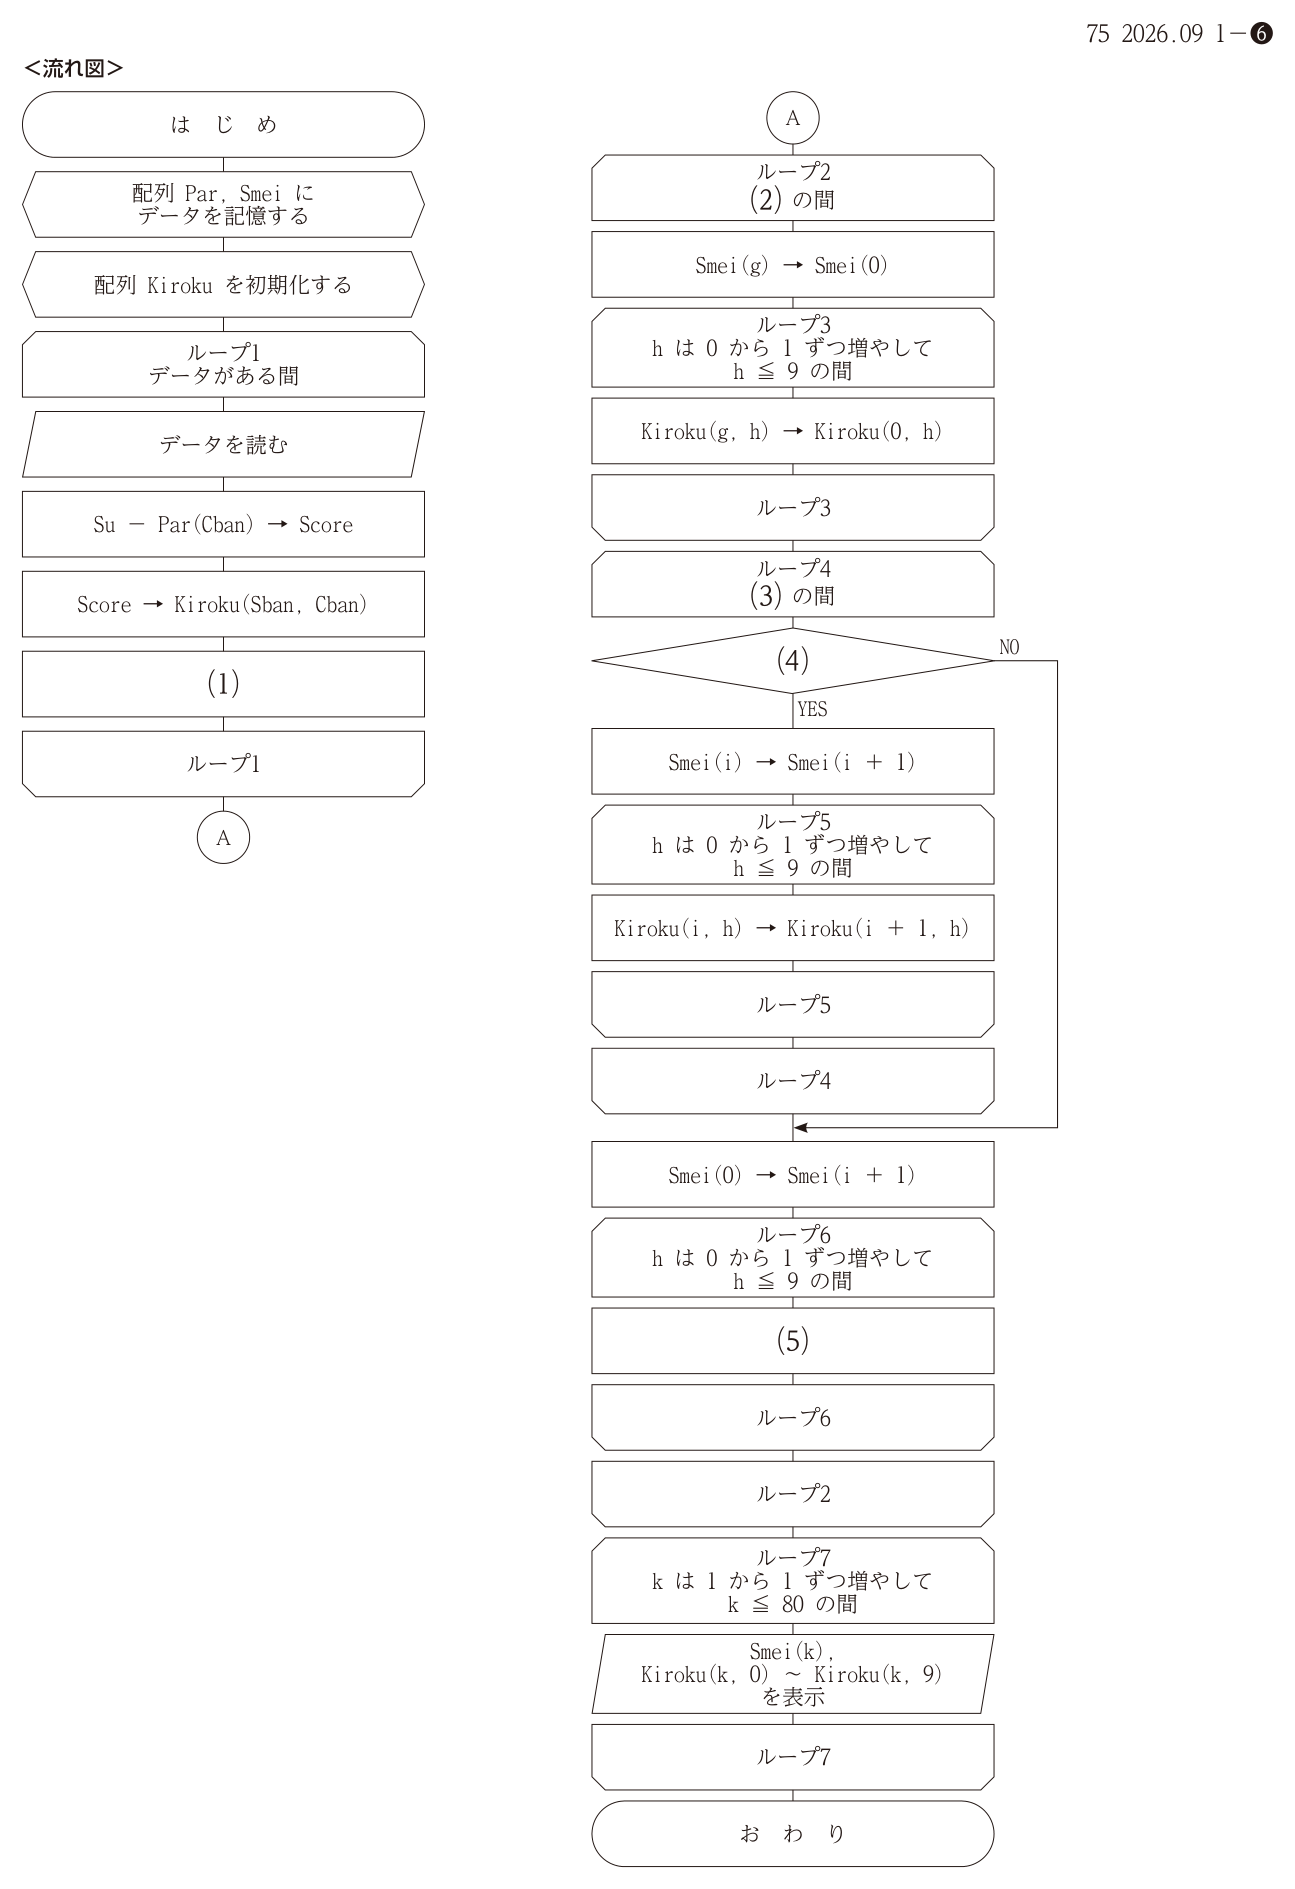 75 2026.09 1－❻
＜流れ図＞
は じ め
配列 Par, Smei に
データを記憶する
配列 Kiroku を初期化する
ループ1
データがある間
データを読む
Su － Par(Cban) → Score
Score → Kiroku(Sban, Cban)
(1)
ループ1
A
A
ループ2
(2) の間
Smei(g) → Smei(0)
ループ3
h は 0 から 1 ずつ増やして
h ≦ 9 の間
Kiroku(g, h) → Kiroku(0, h)
ループ3
ループ4
(3) の間
(4)
NO
YES
Smei(i) → Smei(i ＋ 1)
ループ5
h は 0 から 1 ずつ増やして
h ≦ 9 の間
Kiroku(i, h) → Kiroku(i ＋ 1, h)
ループ5
ループ4
Smei(0) → Smei(i ＋ 1)
ループ6
h は 0 から 1 ずつ増やして
h ≦ 9 の間
(5)
ループ6
ループ2
ループ7
k は 1 から 1 ずつ増やして
k ≦ 80 の間
Smei(k),
Kiroku(k, 0) ～ Kiroku(k, 9)
を表示
ループ7
お わ り